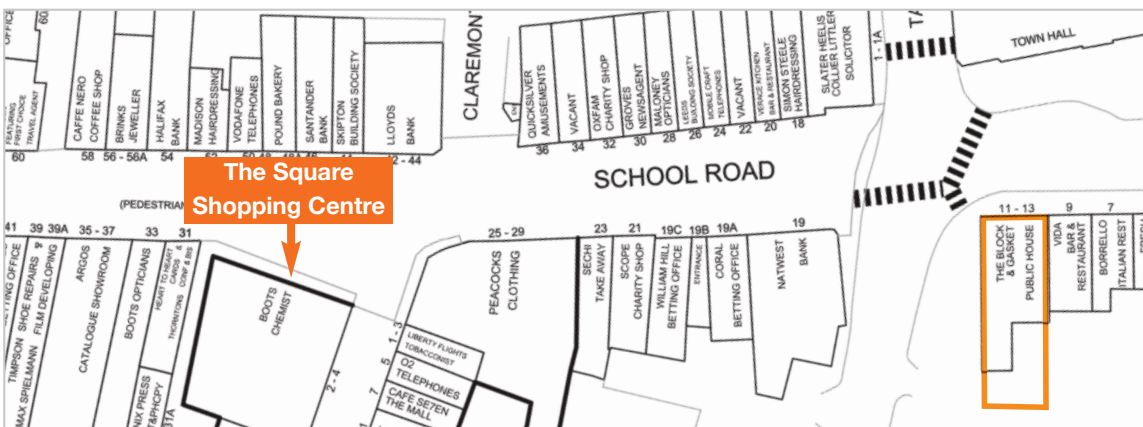 OFFICE
60
FEATURING
FIRST CHOICE
TRAVEL AGENT
60
CAFFE NERO
COFFEE SHOP
58
BRINKS
JEWELLER
56 - 56A
HALIFAX
BANK
54
MADISON
HAIRDRESSING
VODAFONE
TELEPHONES
POUND BAKERY
SANTANDER
BANK
SKIPTON
BUILDING SOCIETY
LLOYDS
BANK
CLAREMON
QUICKSILVER
AMUSEMENTS
36
VACANT
34
OXFAM
CHARITY SHOP
32
GROVES
NEWSAGENT
30
MALONEY
OPTICIANS
28
LEEDS
BUILDING SOCIETY
26
MOBILE CRAFT
TELEPHONES
24
VACANT
22
VERACE KITCHEN
BAR & RESTAURANT
20
SIMON STEELE
HAIRDRESSING
18
SLATER HEELIS
COLLIER LITTLER
SOLICITOR
1 - 1A
TA
TOWN HALL
The Square
Shopping Centre
(PEDESTRIAN
SCHOOL ROAD
41
39
39A
35 - 37
33
31
TIMPSON SHOE REPAIRS &
MAX SPIELMANN FILM DEVELOPING
ARGOS
CATALOGUE SHOWROOM
BOOTS OPTICIANS
HEART TO HEART
CARDS &
THORNTONS CONF & BIS
31A
BOOTS
CHEMIST
2 - 4
1 - 3
LIBERTY FLIGHTS
TOBACCONIST
5
O2
TELEPHONES
7
CAFE SE7EN
THE MALL
25 - 29
PEACOCKS
CLOTHING
23
SECHI
TAKE AWAY
21
SCOPE
CHARITY SHOP
19C
WILLIAM HILL
BETTING OFFICE
19B
ENTRANCE
19A
CORAL
BETTING OFFICE
19
NATWEST
BANK
11 - 13
THE BLOCK
& GASKET
PUBLIC HOUSE
9
VIDA
BAR &
RESTAURANT
7
BORRELLO
ITALIAN REST